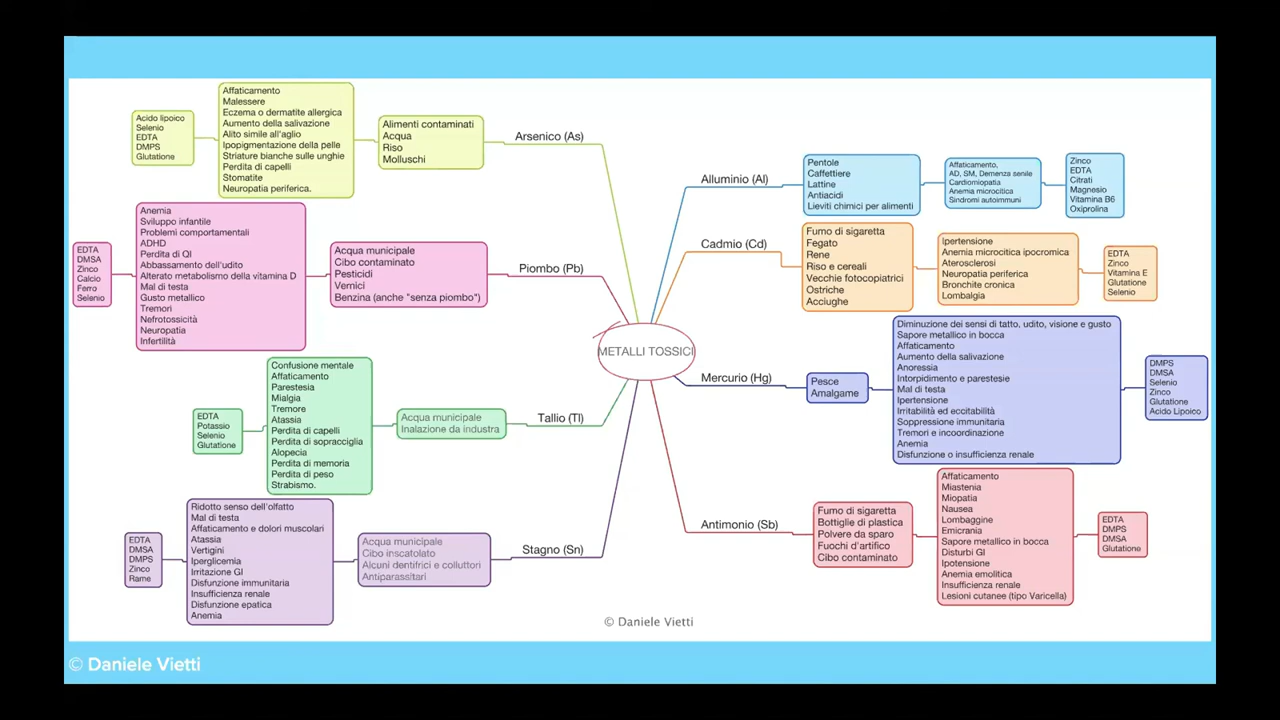 METALLI TOSSICI
Arsenico (As)
Alimenti contaminati
Acqua
Riso
Molluschi
Affaticamento
Malessere
Eczema o dermatite allergica
Aumento della salivazione
Alito simile all'aglio
Ipopigmentazione della pelle
Striature bianche sulle unghie
Perdita di capelli
Stomatite
Neuropatia periferica.
Acido lipoico
Selenio
EDTA
DMPS
Glutatione
Piombo (Pb)
Acqua municipale
Cibo contaminato
Pesticidi
Vernici
Benzina (anche "senza piombo")
Anemia
Sviluppo infantile
Problemi comportamentali
ADHD
Perdita di QI
Abbassamento dell'udito
Alterato metabolismo della vitamina D
Mal di testa
Gusto metallico
Tremori
Nefrotossicità
Neuropatia
Infertilità
EDTA
DMSA
Zinco
Calcio
Ferro
Selenio
Tallio (Tl)
Acqua municipale
Inalazione da industra
Confusione mentale
Affaticamento
Parestesia
Mialgia
Tremore
Atassia
Perdita di capelli
Perdita di sopracciglia
Alopecia
Perdita di memoria
Perdita di peso
Strabismo.
EDTA
Potassio
Selenio
Glutatione
Stagno (Sn)
Acqua municipale
Cibo inscatolato
Alcuni dentifrici e colluttori
Antiparassitari
Ridotto senso dell'olfatto
Mal di testa
Affaticamento e dolori muscolari
Atassia
Vertigini
Iperglicemia
Irritazione GI
Disfunzione immunitaria
Insufficienza renale
Disfunzione epatica
Anemia
EDTA
DMSA
DMPS
Zinco
Rame
Alluminio (Al)
Pentole
Caffettiere
Lattine
Antiacidi
Lieviti chimici per alimenti
Affaticamento,
AD, SM, Demenza senile
Cardiomiopatia
Anemia microcitica
Sindromi autoimmuni
Zinco
EDTA
Citrati
Magnesio
Vitamina B6
Oxiprolina
Cadmio (Cd)
Fumo di sigaretta
Fegato
Rene
Riso e cereali
Vecchie fotocopiatrici
Ostriche
Acciughe
Ipertensione
Anemia microcitica ipocromica
Aterosclerosi
Neuropatia periferica
Bronchite cronica
Lombalgia
EDTA
Zinco
Vitamina E
Glutatione
Selenio
Mercurio (Hg)
Pesce
Amalgame
Diminuzione dei sensi di tatto, udito, visione e gusto
Sapore metallico in bocca
Affaticamento
Aumento della salivazione
Anoressia
Intorpidimento e parestesie
Mal di testa
Ipertensione
Irritabilità ed eccitabilità
Soppressione immunitaria
Tremori e incoordinazione
Anemia
Disfunzione o insufficienza renale
DMPS
DMSA
Selenio
Zinco
Glutatione
Acido Lipoico
Antimonio (Sb)
Fumo di sigaretta
Bottiglie di plastica
Polvere da sparo
Fuochi d'artifico
Cibo contaminato
Affaticamento
Miastenia
Miopatia
Nausea
Lombaggine
Emicrania
Sapore metallico in bocca
Disturbi GI
Ipotensione
Anemia emolitica
Insufficienza renale
Lesioni cutanee (tipo Varicella)
EDTA
DMPS
DMSA
Glutatione
© Daniele Vietti
© Daniele Vietti